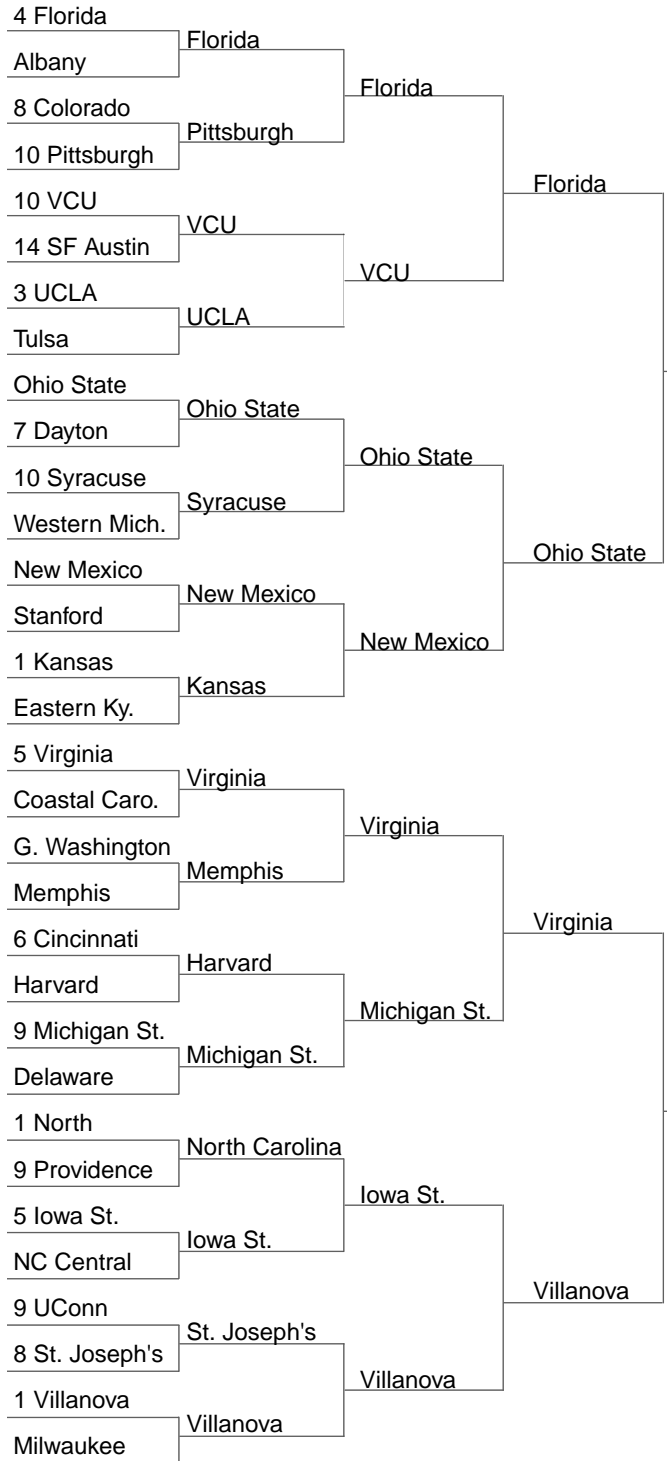 4 Florida
Albany
8 Colorado
10 Pittsburgh
10 VCU
14 SF Austin
3 UCLA
Tulsa
Ohio State
7 Dayton
10 Syracuse
Western Mich.
New Mexico
Stanford
1 Kansas
Eastern Ky.
5 Virginia
Coastal Caro.
G. Washington
Memphis
6 Cincinnati
Harvard
9 Michigan St.
Delaware
1 North
9 Providence
5 Iowa St.
NC Central
9 UConn
8 St. Joseph's
1 Villanova
Milwaukee
Florida
Pittsburgh
VCU
UCLA
Ohio State
Syracuse
New Mexico
Kansas
Virginia
Memphis
Harvard
Michigan St.
North Carolina
Iowa St.
St. Joseph's
Villanova
Florida
VCU
Ohio State
New Mexico
Virginia
Michigan St.
Iowa St.
Villanova
Florida
Ohio State
Virginia
Villanova